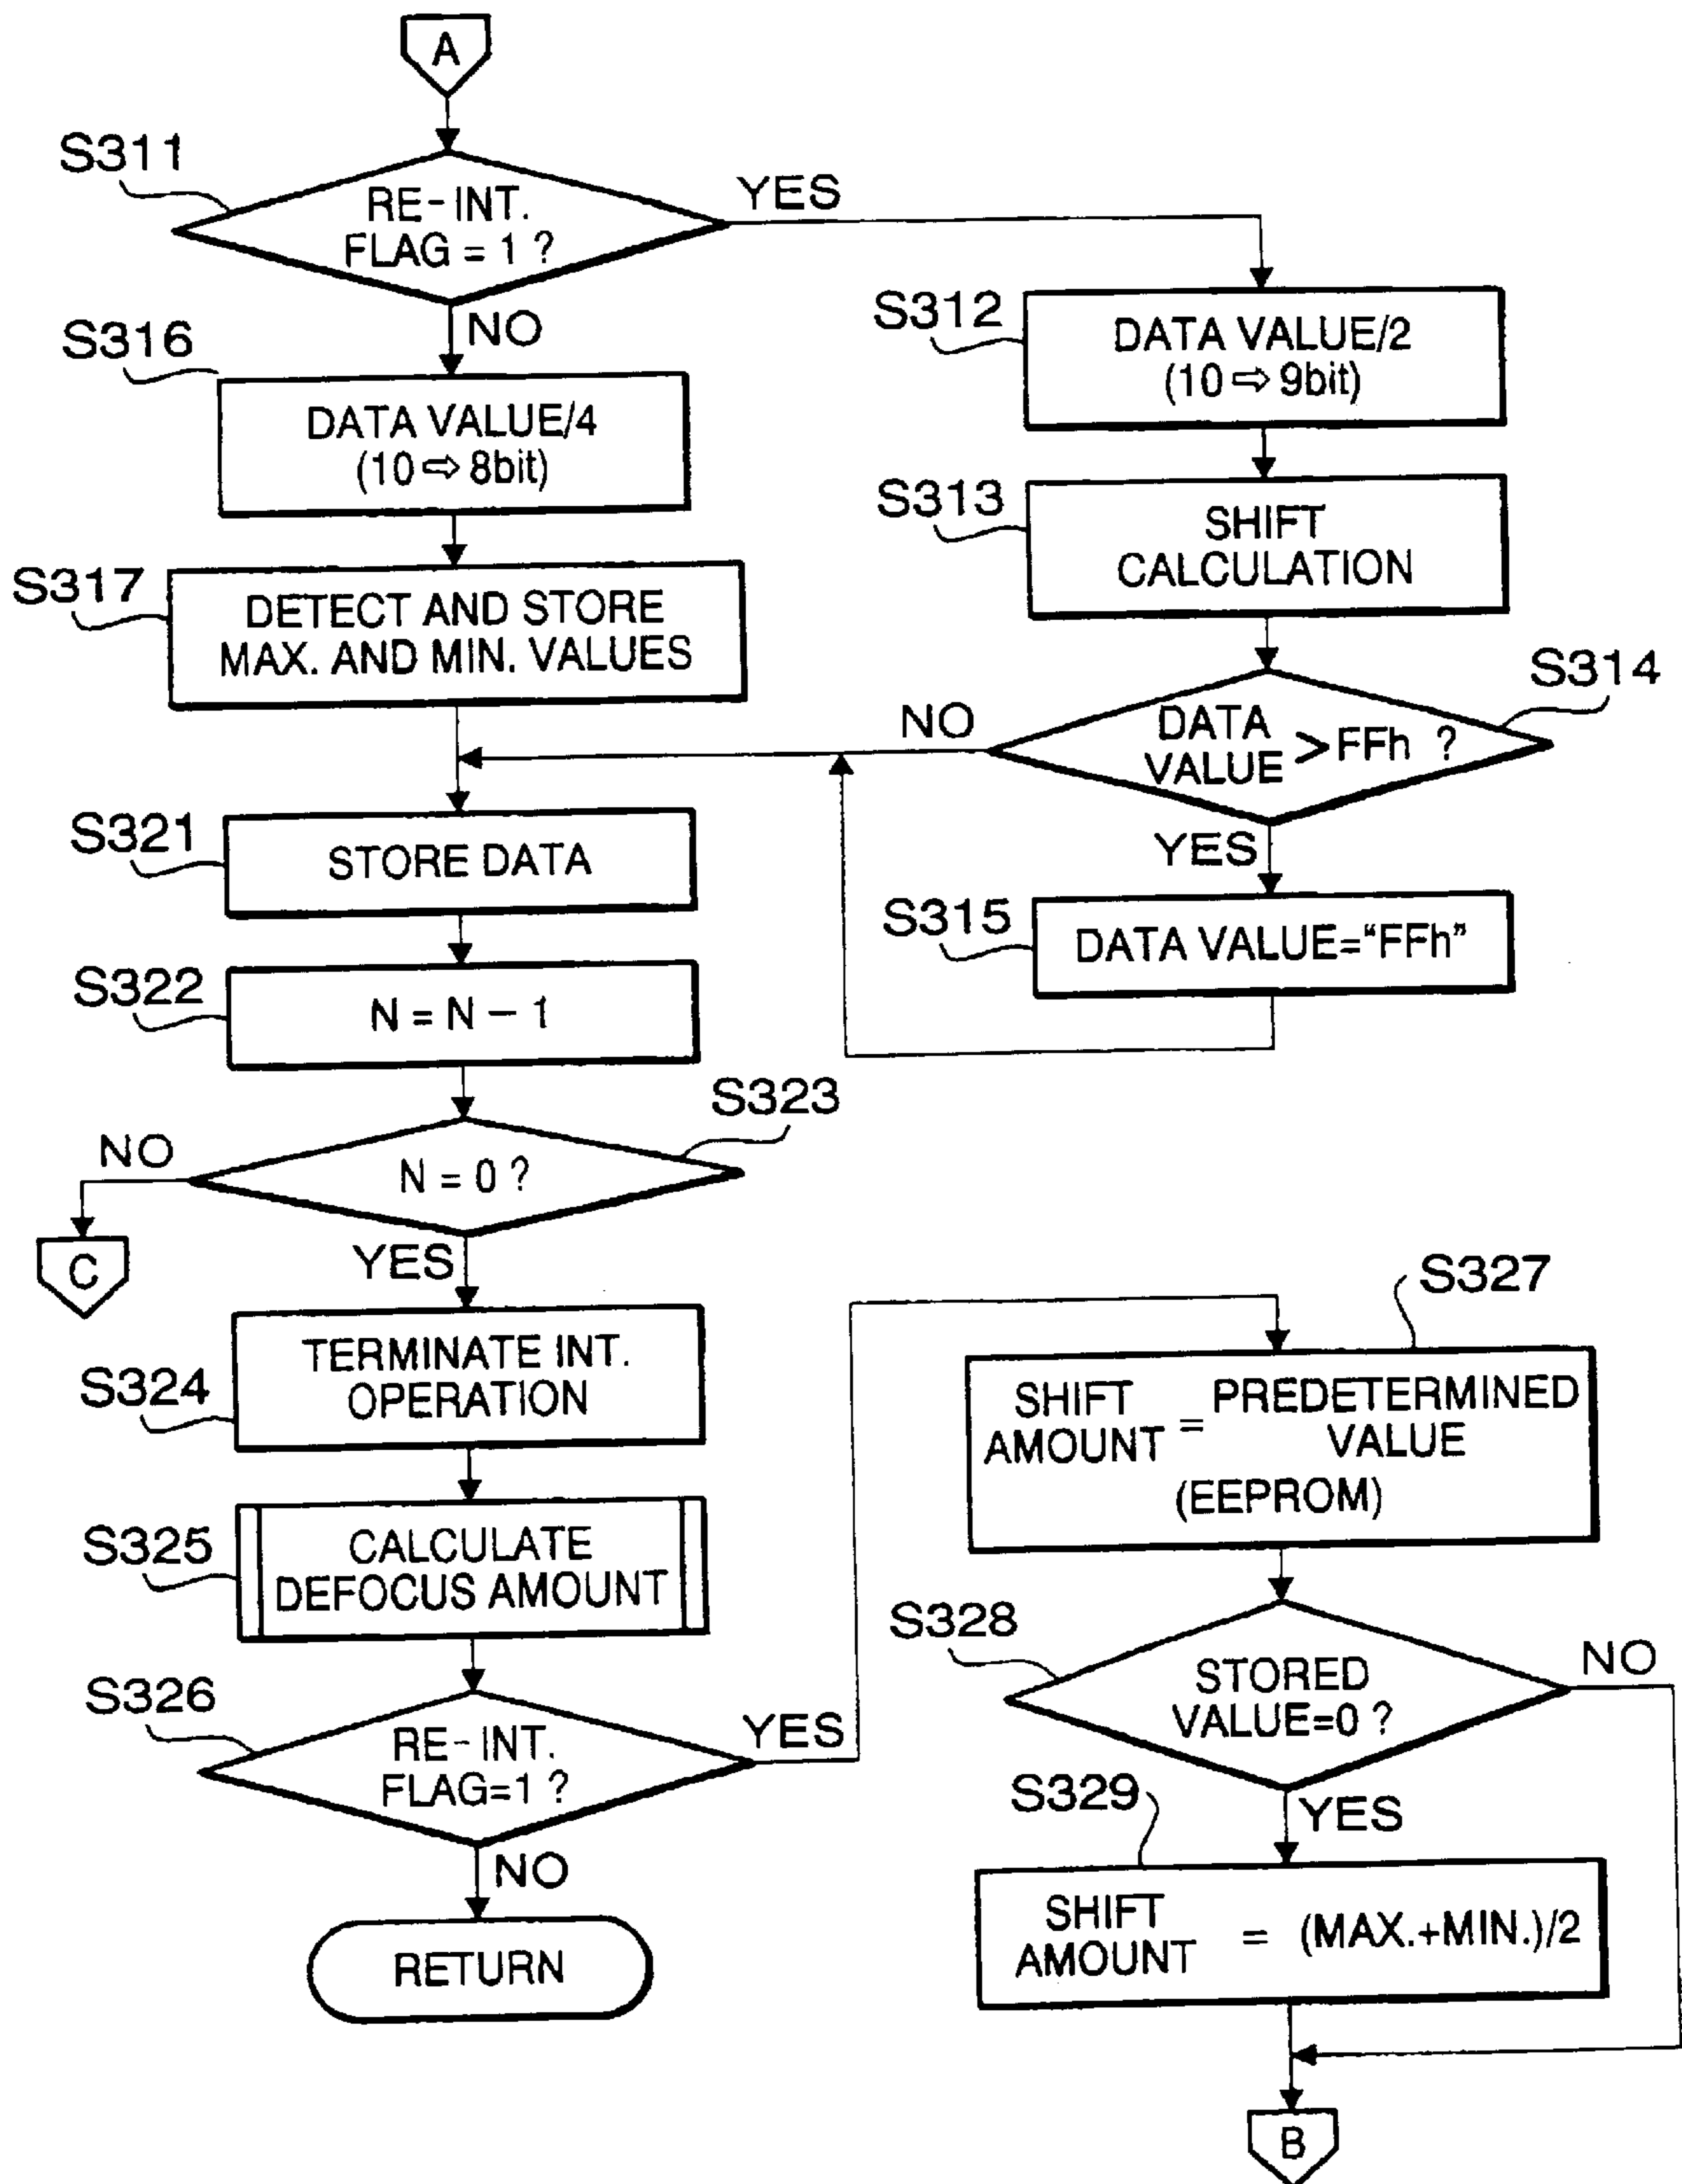 A
S311
RE-INT.
FLAG = 1 ?
YES
NO
S316
DATA VALUE/4
(10 ⇨ 8bit)
S312
DATA VALUE/2
(10 ⇨ 9bit)
S317
DETECT AND STORE
MAX. AND MIN. VALUES
S313
SHIFT
CALCULATION
S314
DATA
VALUE > FFh ?
NO
YES
S315
DATA VALUE="FFh"
S321
STORE DATA
S322
N = N - 1
S323
N = 0 ?
NO
C
YES
S324
TERMINATE INT.
OPERATION
S325
CALCULATE
DEFOCUS AMOUNT
S326
RE-INT.
FLAG=1 ?
YES
NO
RETURN
S327
SHIFT
AMOUNT = PREDETERMINED
VALUE
(EEPROM)
S328
STORED
VALUE=0 ?
NO
YES
S329
SHIFT
AMOUNT = (MAX.+MIN.)/2
B